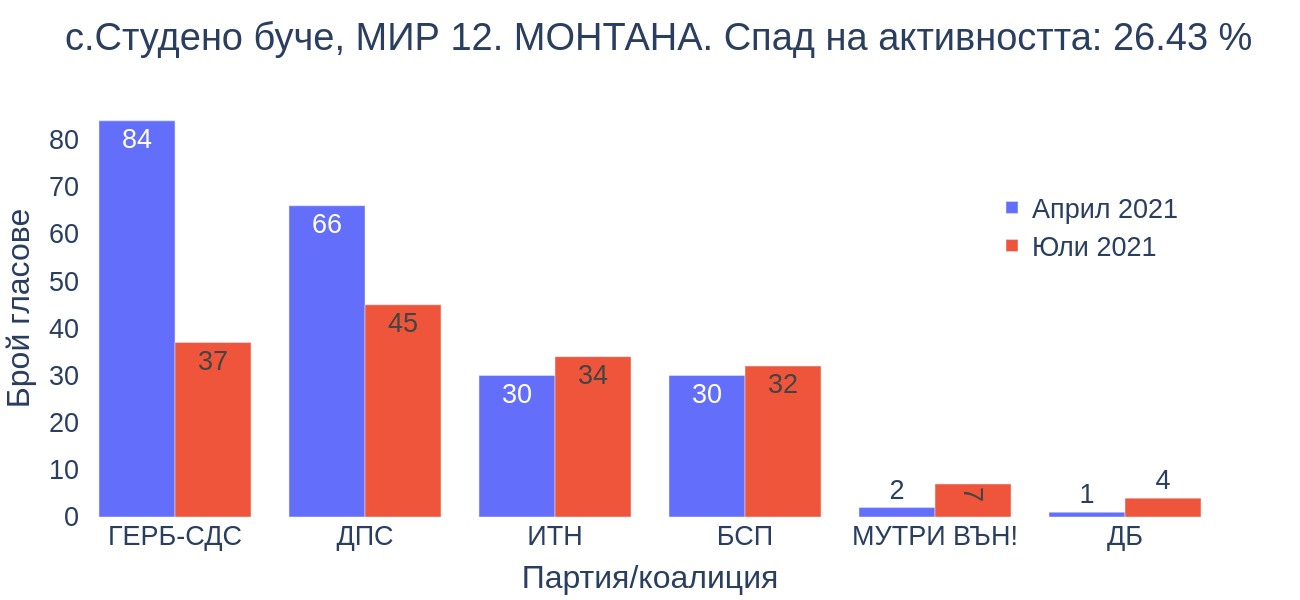 с.Студено буче, МИР 12. МОНТАНА. Спад на активността: 26.43 %
Април 2021
Юли 2021
Брой гласове
80
70
60
50
40
30
20
10
0
84
37
66
45
30
34
30
32
2
7
1
4
ГЕРБ-СДС
ДПС
ИТН
БСП
МУТРИ ВЪН!
ДБ
Партия/коалиция